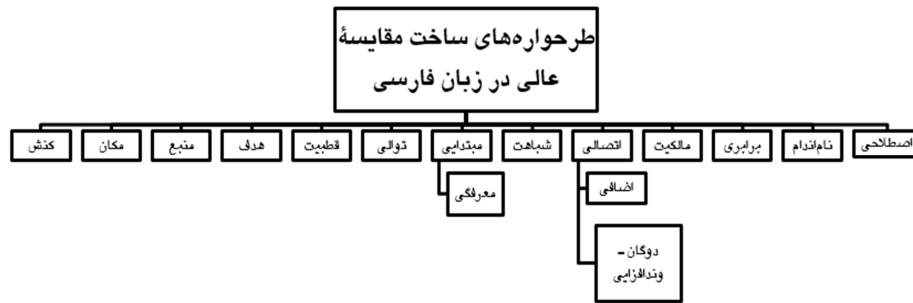 طرحواره‌های ساخت مقایسۀ
عالی در زبان فارسی
اصطلاحی
نام‌اندام
برابری
مالکیت
اتصالی
شباهت
مبتدایی
توالی
قطبیت
هدف
منبع
مکان
کنش
اضافی
معرفگی
دوگان-
وندافزایی